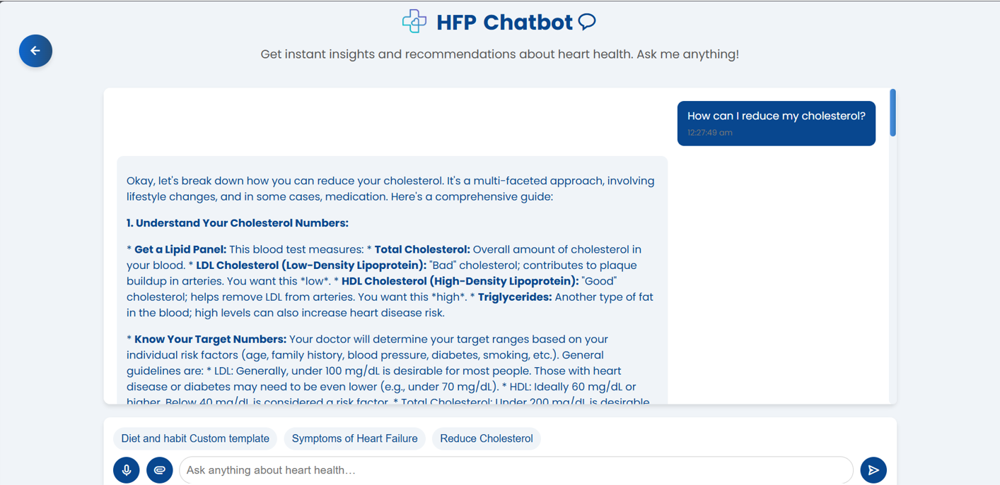 HFP Chatbot
Get instant insights and recommendations about heart health. Ask me anything!
How can I reduce my cholesterol?
12:27:49 am
Okay, let's break down how you can reduce your cholesterol. It's a multi-faceted approach, involving
lifestyle changes, and in some cases, medication. Here's a comprehensive guide:
1. Understand Your Cholesterol Numbers:
* Get a Lipid Panel: This blood test measures: * Total Cholesterol: Overall amount of cholesterol in
your blood. * LDL Cholesterol (Low-Density Lipoprotein): "Bad" cholesterol; contributes to plaque
buildup in arteries. You want this *low*. * HDL Cholesterol (High-Density Lipoprotein): "Good"
cholesterol; helps remove LDL from arteries. You want this *high*. * Triglycerides: Another type of fat
in the blood; high levels can also increase heart disease risk.
* Know Your Target Numbers: Your doctor will determine your target ranges based on your
individual risk factors (age, family history, blood pressure, diabetes, smoking, etc.). General
guidelines are: * LDL: Generally, under 100 mg/dL is desirable for most people. Those with heart
disease or diabetes may need to be even lower (e.g., under 70 mg/dL). * HDL: Ideally 60 mg/dL or
higher. Below 40 mg/dL is considered a risk factor. * Total Cholesterol: Under 200 mg/dL is desirable.
Diet and habit Custom template
Symptoms of Heart Failure
Reduce Cholesterol
Ask anything about heart health...